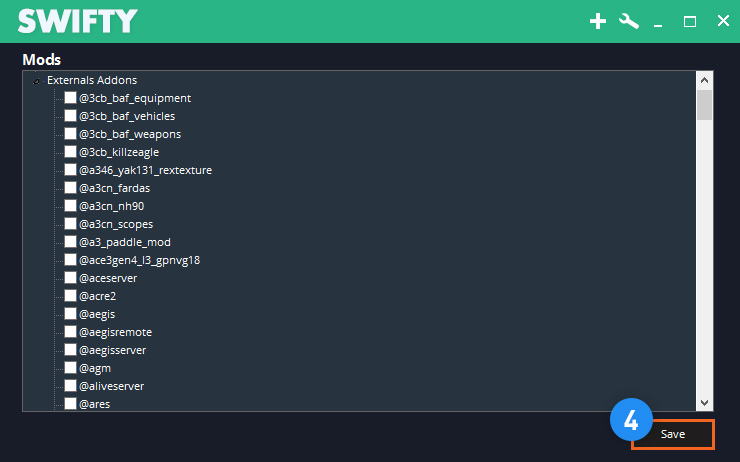 SWIFTY
Mods
Externals Addons
@3cb_baf_equipment
@3cb_baf_vehicles
@3cb_baf_weapons
@3cb_killzeagle
@a346_yak131_rextexture
@a3cn_fardas
@a3cn_nh90
@a3cn_scopes
@a3_paddle_mod
@ace3gen4_l3_gpnvg18
@aceserver
@acre2
@aegis
@aegisremote
@aegisserver
@agm
@aliveserver
@ares
4
Save